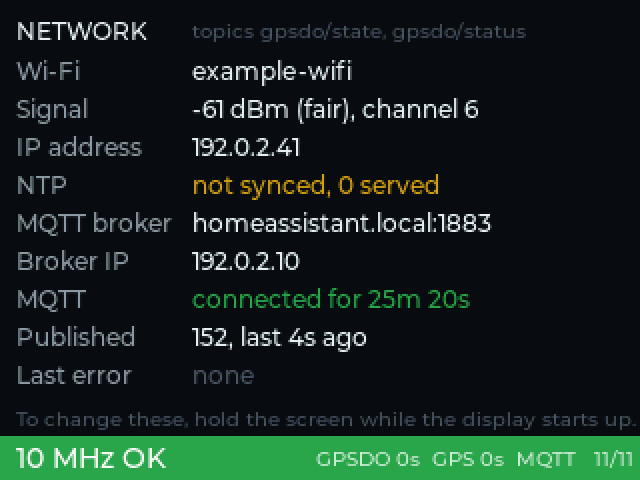 NETWORK topics gpsdo/state, gpsdo/status
Wi-Fi example-wifi
Signal -61 dBm (fair), channel 6
IP address 192.0.2.41
NTP not synced, 0 served
MQTT broker homeassistant.local:1883
Broker IP 192.0.2.10
MQTT connected for 25m 20s
Published 152, last 4s ago
Last error none
To change these, hold the screen while the display starts up.
10 MHz OK GPSDO 0s GPS 0s MQTT 11/11